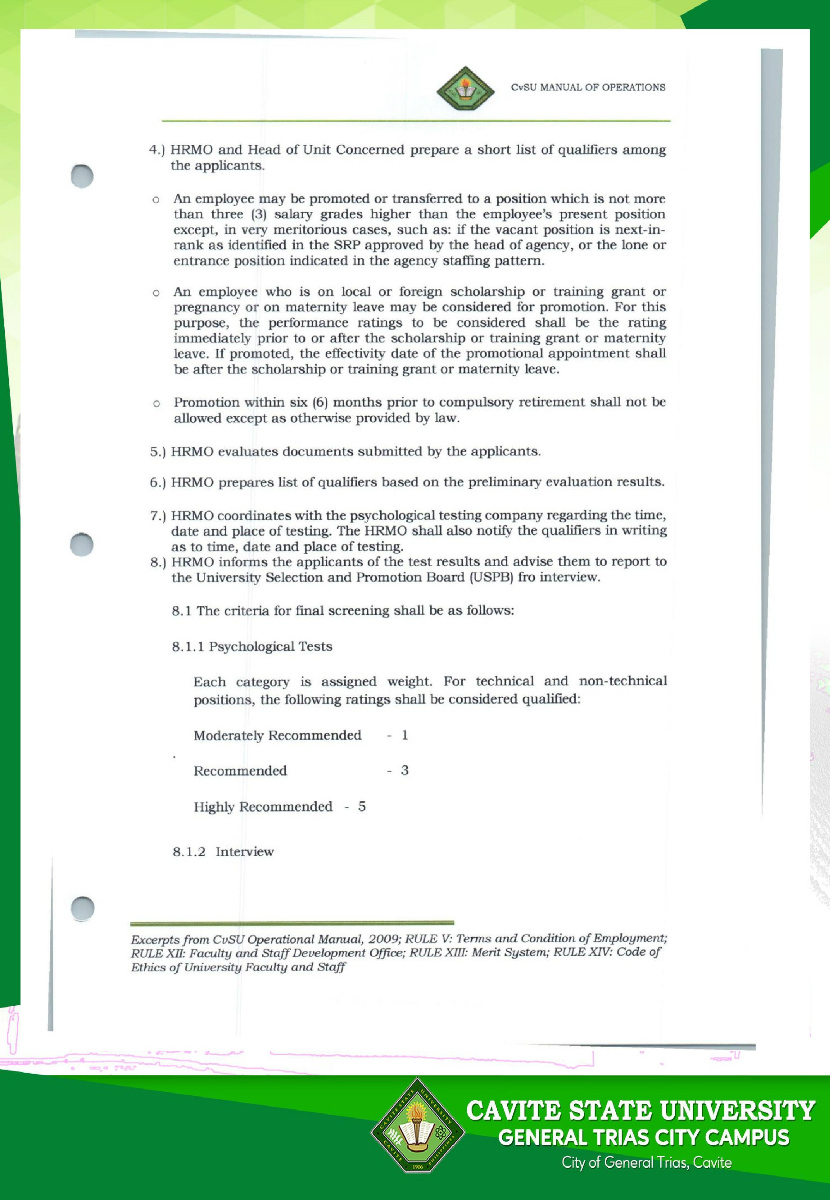 CvSU MANUAL OF OPERATIONS
4.) HRMO and Head of Unit Concerned prepare a short list of qualifiers among
the applicants.
o An employee may be promoted or transferred to a position which is not more
than three (3) salary grades higher than the employee's present position
except, in very meritorious cases, such as: if the vacant position is next-in-
rank as identified in the SRP approved by the head of agency, or the lone or
entrance position indicated in the agency staffing pattern.
o An employee who is on local or foreign scholarship or training grant or
pregnancy or on maternity leave may be considered for promotion. For this
purpose, the performance ratings to be considered shall be the rating
immediately prior to or after the scholarship or training grant or maternity
leave. If promoted, the effectivity date of the promotional appointment shall
be after the scholarship or training grant or maternity leave.
o Promotion within six (6) months prior to compulsory retirement shall not be
allowed except as otherwise provided by law.
5.) HRMO evaluates documents submitted by the applicants.
6.) HRMO prepares list of qualifiers based on the preliminary evaluation results.
7.) HRMO coordinates with the psychological testing company regarding the time,
date and place of testing. The HRMO shall also notify the qualifiers in writing
as to time, date and place of testing.
8.) HRMO informs the applicants of the test results and advise them to report to
the University Selection and Promotion Board (USPB) fro interview.
8.1 The criteria for final screening shall be as follows:
8.1.1 Psychological Tests
Each category is assigned weight. For technical and non-technical
positions, the following ratings shall be considered qualified:
Moderately Recommended - 1
Recommended - 3
Highly Recommended - 5
8.1.2 Interview
Excerpts from CvSU Operational Manual, 2009; RULE V: Terms and Condition of Employment;
RULE XII: Faculty and Staff Development Office; RULE XIII: Merit System; RULE XIV: Code of
Ethics of University Faculty and Staff
CAVITE STATE UNIVERSITY
GENERAL TRIAS CITY CAMPUS
City of General Trias, Cavite
1906